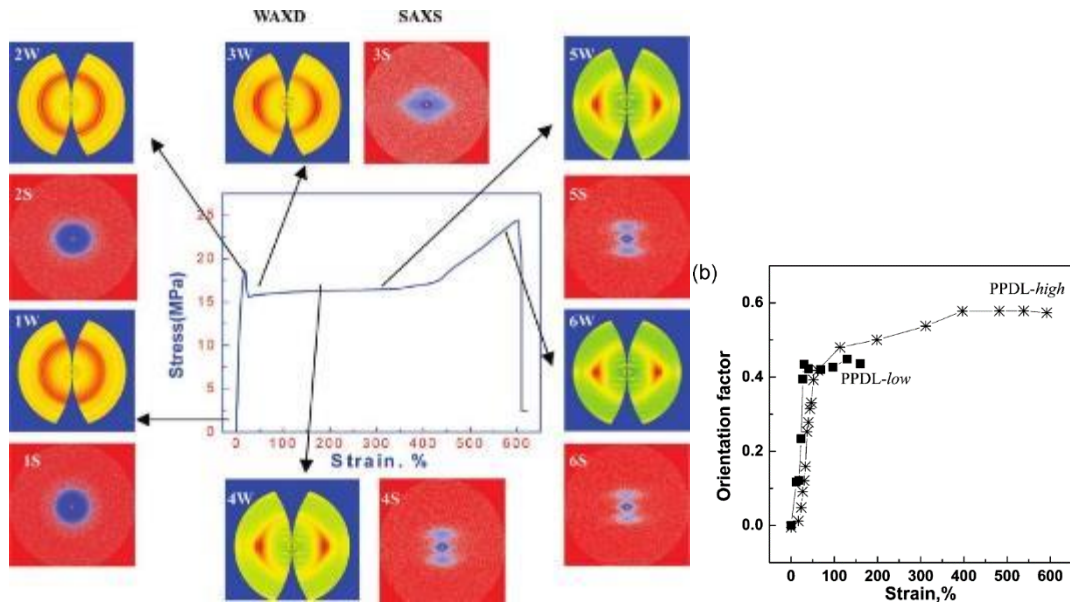 WAXD SAXS
2W 3W 3S 5W
2S 5S
1W 6W
1S 6S
4W 4S
Stress(MPa)
25
20
15
10
5
0
0 100 200 300 400 500 600
Strain. %
(b)
Orientation factor
0.6
0.4
0.2
0.0
PPDL-high
PPDL-low
0 100 200 300 400 500 600
Strain,%